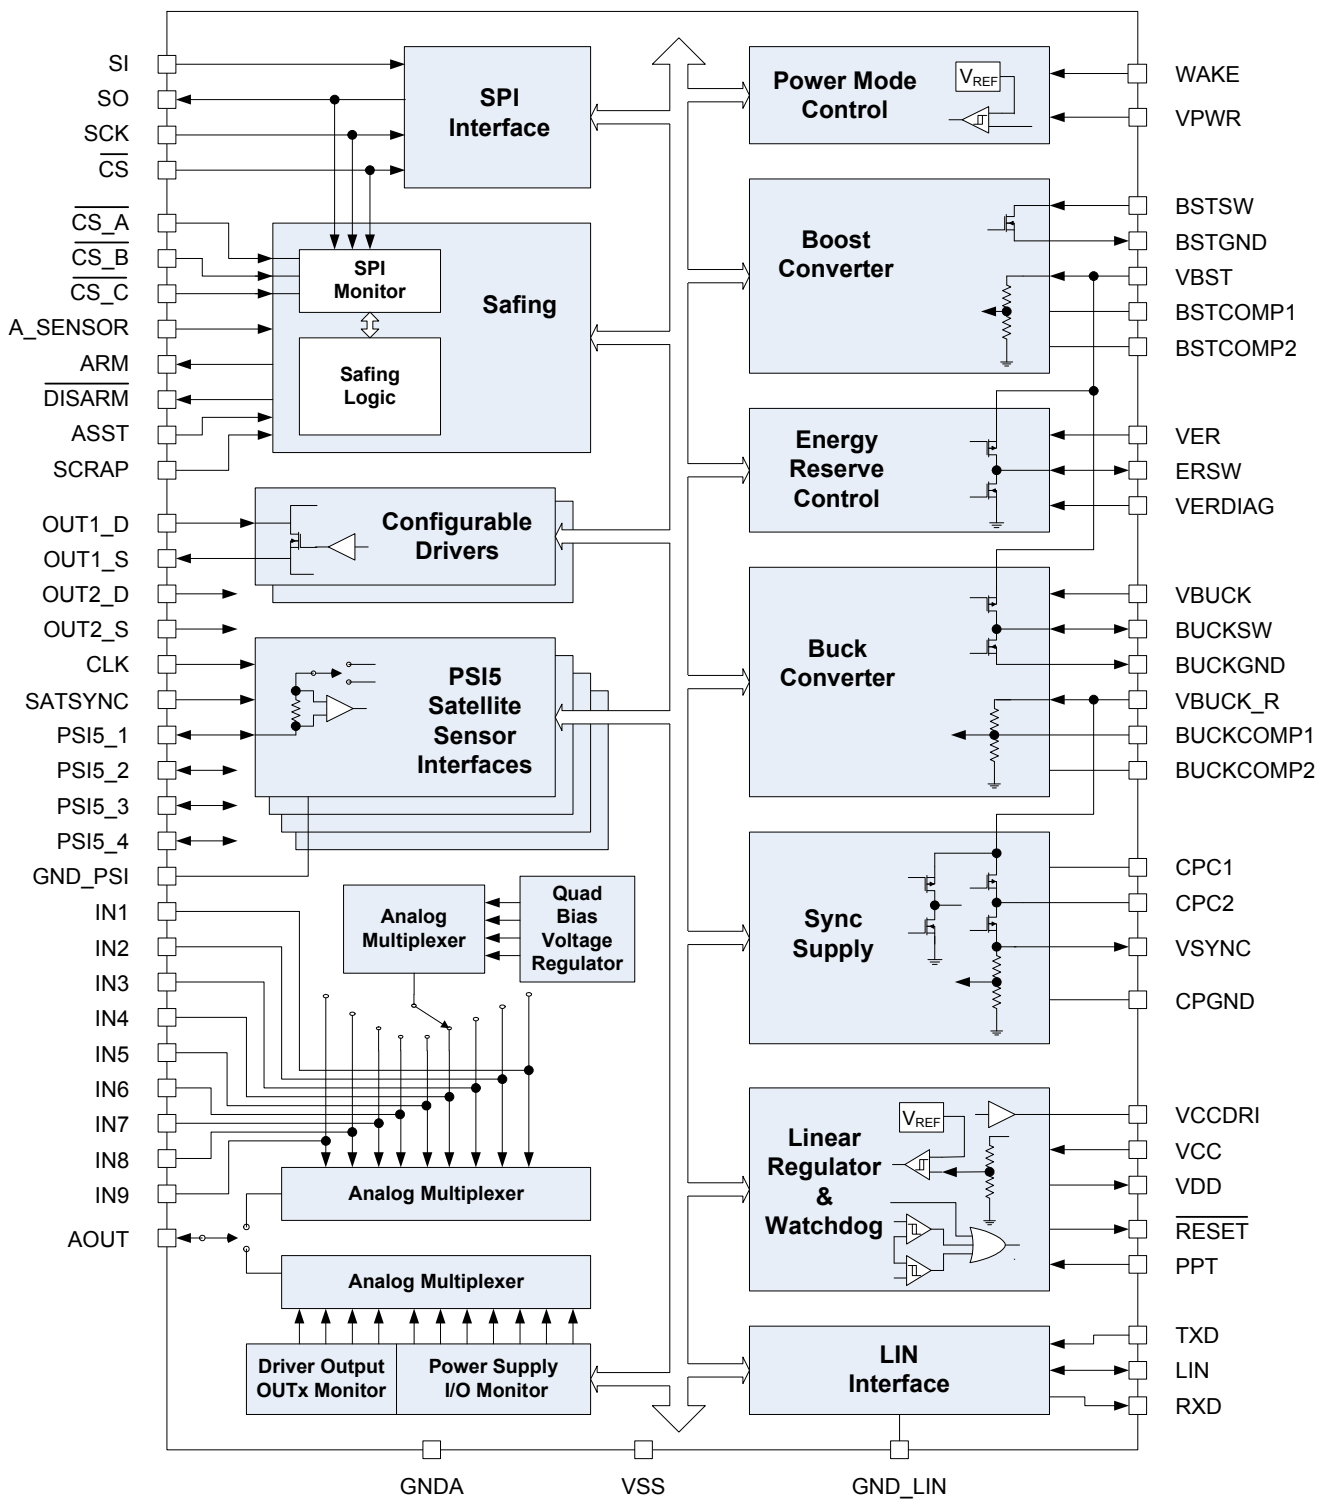 SI
SO
SCK
CS
CS_A
CS_B
CS_C
A_SENSOR
ARM
DISARM
ASST
SCRAP
OUT1_D
OUT1_S
OUT2_D
OUT2_S
CLK
SATSYNC
PSI5_1
PSI5_2
PSI5_3
PSI5_4
GND_PSI
IN1
IN2
IN3
IN4
IN5
IN6
IN7
IN8
IN9
AOUT
SPI
Interface
SPI
Monitor
Safing
Safing
Logic
Configurable
Drivers
PSI5
Satellite
Sensor
Interfaces
Analog
Multiplexer
Quad
Bias
Voltage
Regulator
Analog Multiplexer
Analog Multiplexer
Driver Output
OUTx Monitor
Power Supply
I/O Monitor
Power Mode
Control
VREF
Boost
Converter
Energy
Reserve
Control
Buck
Converter
Sync
Supply
Linear
Regulator
&
Watchdog
VREF
LIN
Interface
WAKE
VPWR
BSTSW
BSTGND
VBST
BSTCOMP1
BSTCOMP2
VER
ERSW
VERDIAG
VBUCK
BUCKSW
BUCKGND
VBUCK_R
BUCKCOMP1
BUCKCOMP2
CPC1
CPC2
VSYNC
CPGND
VCCDRI
VCC
VDD
RESET
PPT
TXD
LIN
RXD
GNDA
VSS
GND_LIN